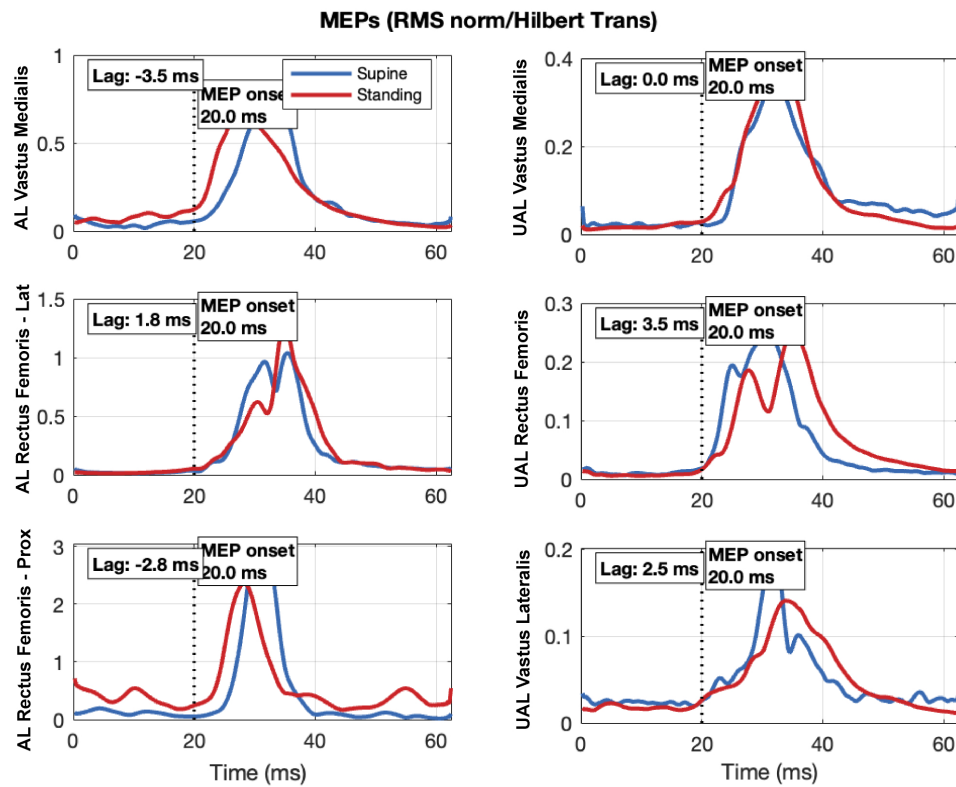 MEPs (RMS norm/Hilbert Trans)
AL Vastus Medialis
1
0.5
0
Lag: -3.5 ms
MEP onset
20.0 ms
Supine
Standing
0
20
40
60
UAL Vastus Medialis
0.4
0.2
0
Lag: 0.0 ms
MEP onset
20.0 ms
0
20
40
60
AL Rectus Femoris - Lat
1.5
1
0.5
0
Lag: 1.8 ms
MEP onset
20.0 ms
0
20
40
60
UAL Rectus Femoris
0.3
0.2
0.1
0
Lag: 3.5 ms
MEP onset
20.0 ms
0
20
40
60
AL Rectus Femoris - Prox
3
2
1
0
Lag: -2.8 ms
MEP onset
20.0 ms
0
20
40
60
Time (ms)
UAL Vastus Lateralis
0.2
0.1
0
Lag: 2.5 ms
MEP onset
20.0 ms
0
20
40
60
Time (ms)